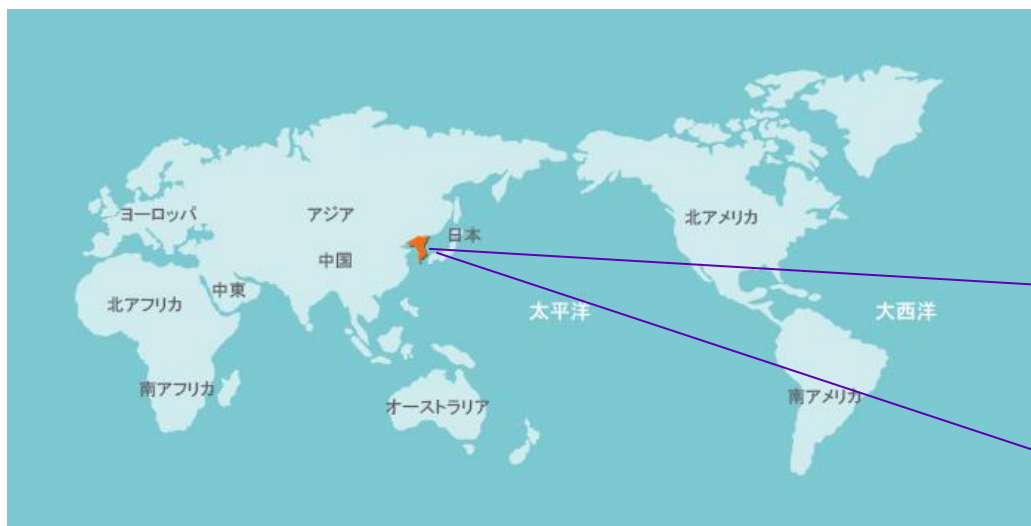 ヨーロッパ
アジア
日本
北アメリカ
中国
中東
北アフリカ
太平洋
大西洋
南アフリカ
オーストラリア
南アメリカ